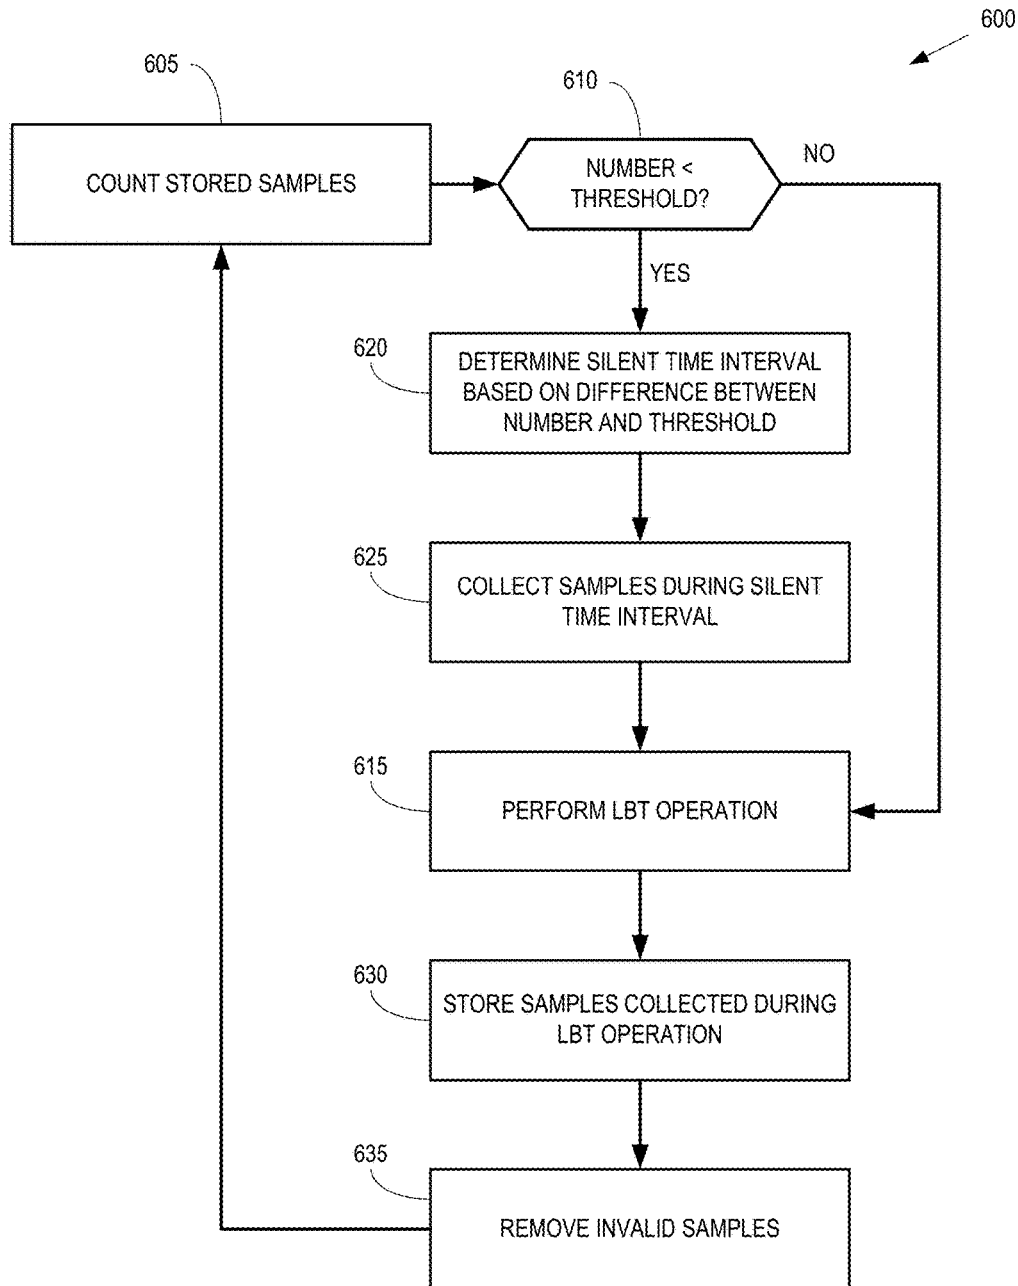 600
605
COUNT STORED SAMPLES
610
NUMBER <
THRESHOLD?
NO
YES
620
DETERMINE SILENT TIME INTERVAL
BASED ON DIFFERENCE BETWEEN
NUMBER AND THRESHOLD
625
COLLECT SAMPLES DURING SILENT
TIME INTERVAL
615
PERFORM LBT OPERATION
630
STORE SAMPLES COLLECTED DURING
LBT OPERATION
635
REMOVE INVALID SAMPLES